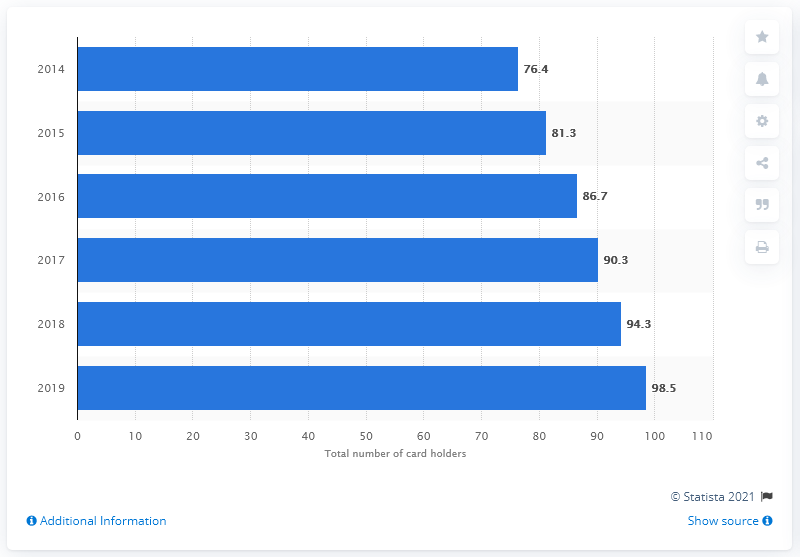 2014 76.4
2015 81.3
2016 86.7
2017 90.3
2018 94.3
2019 98.5
0 10 20 30 40 50 60 70 80 90 100 110
Total number of card holders
© Statista 2021
Additional Information Show source